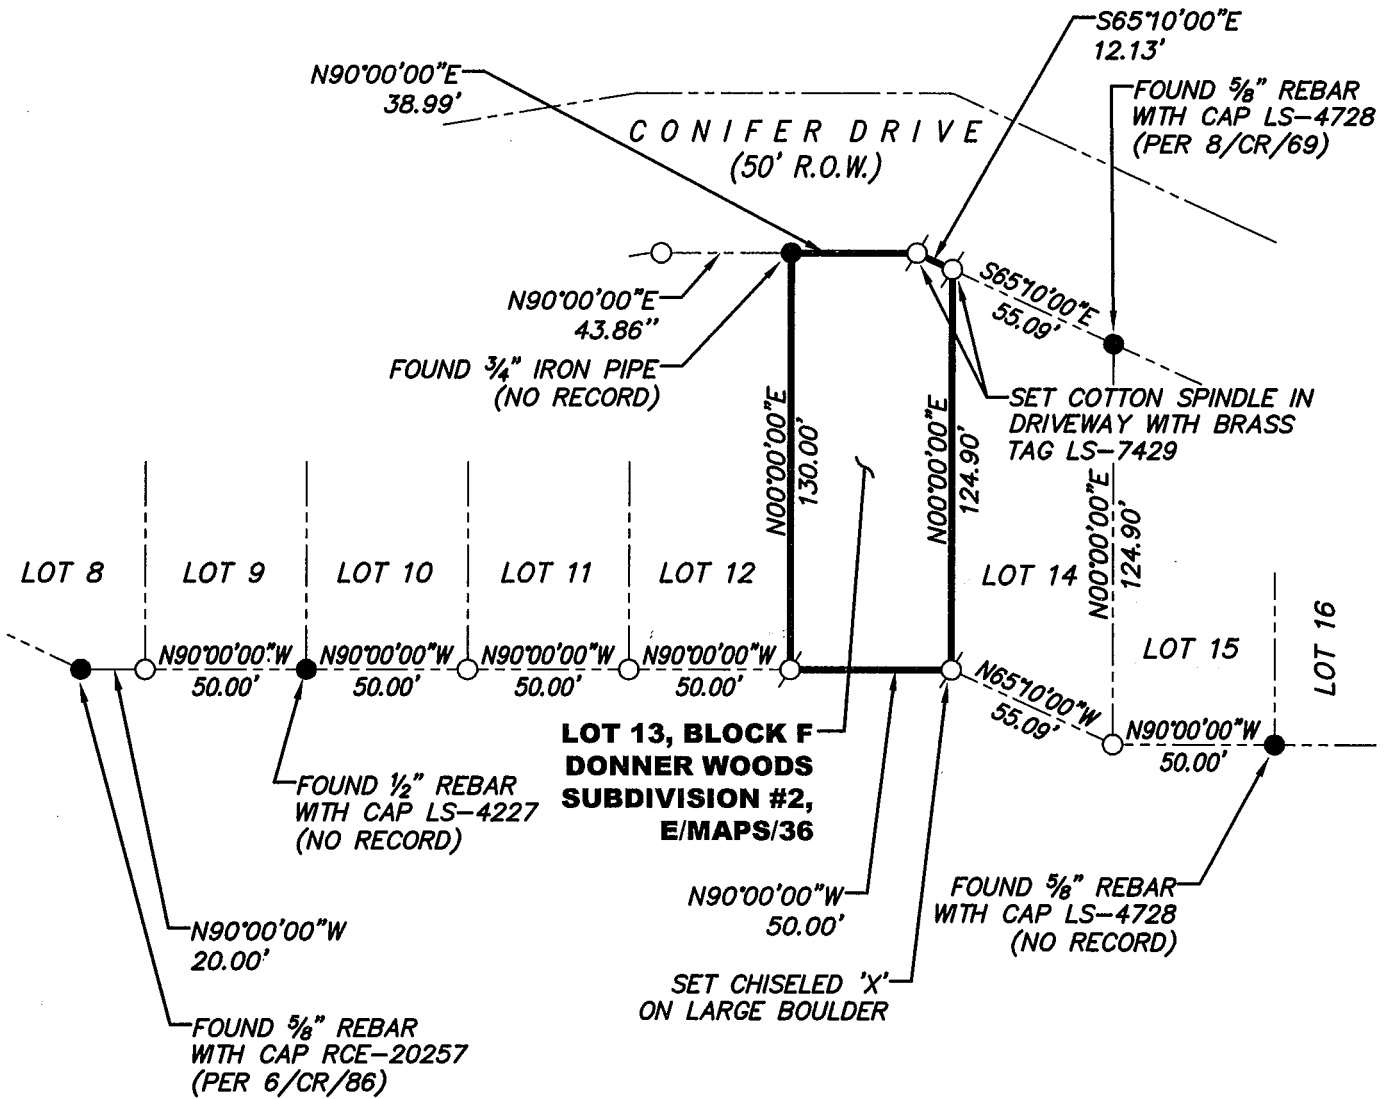 S65°10'00"E
12.13'
N90°00'00"E
38.99'
FOUND 5/8" REBAR
WITH CAP LS-4728
(PER 8/CR/69)
CONIFER DRIVE
(50' R.O.W.)
N90°00'00"E
43.86"
S65°10'00"E
55.09'
FOUND 3/4" IRON PIPE
(NO RECORD)
SET COTTON SPINDLE IN
DRIVEWAY WITH BRASS
TAG LS-7429
N00°00'00"E
130.00'
N00°00'00"E
124.90'
N00°00'00"E
124.90'
LOT 8
LOT 9
LOT 10
LOT 11
LOT 12
LOT 14
LOT 15
LOT 16
N90°00'00"W
50.00'
N90°00'00"W
50.00'
N90°00'00"W
50.00'
N90°00'00"W
50.00'
N65°10'00"W
55.09'
N90°00'00"W
50.00'
LOT 13, BLOCK F
DONNER WOODS
SUBDIVISION #2,
E/MAPS/36
FOUND 1/2" REBAR
WITH CAP LS-4227
(NO RECORD)
N90°00'00"W
50.00'
FOUND 5/8" REBAR
WITH CAP LS-4728
(NO RECORD)
N90°00'00"W
20.00'
SET CHISELED 'X'
ON LARGE BOULDER
FOUND 5/8" REBAR
WITH CAP RCE-20257
(PER 6/CR/86)